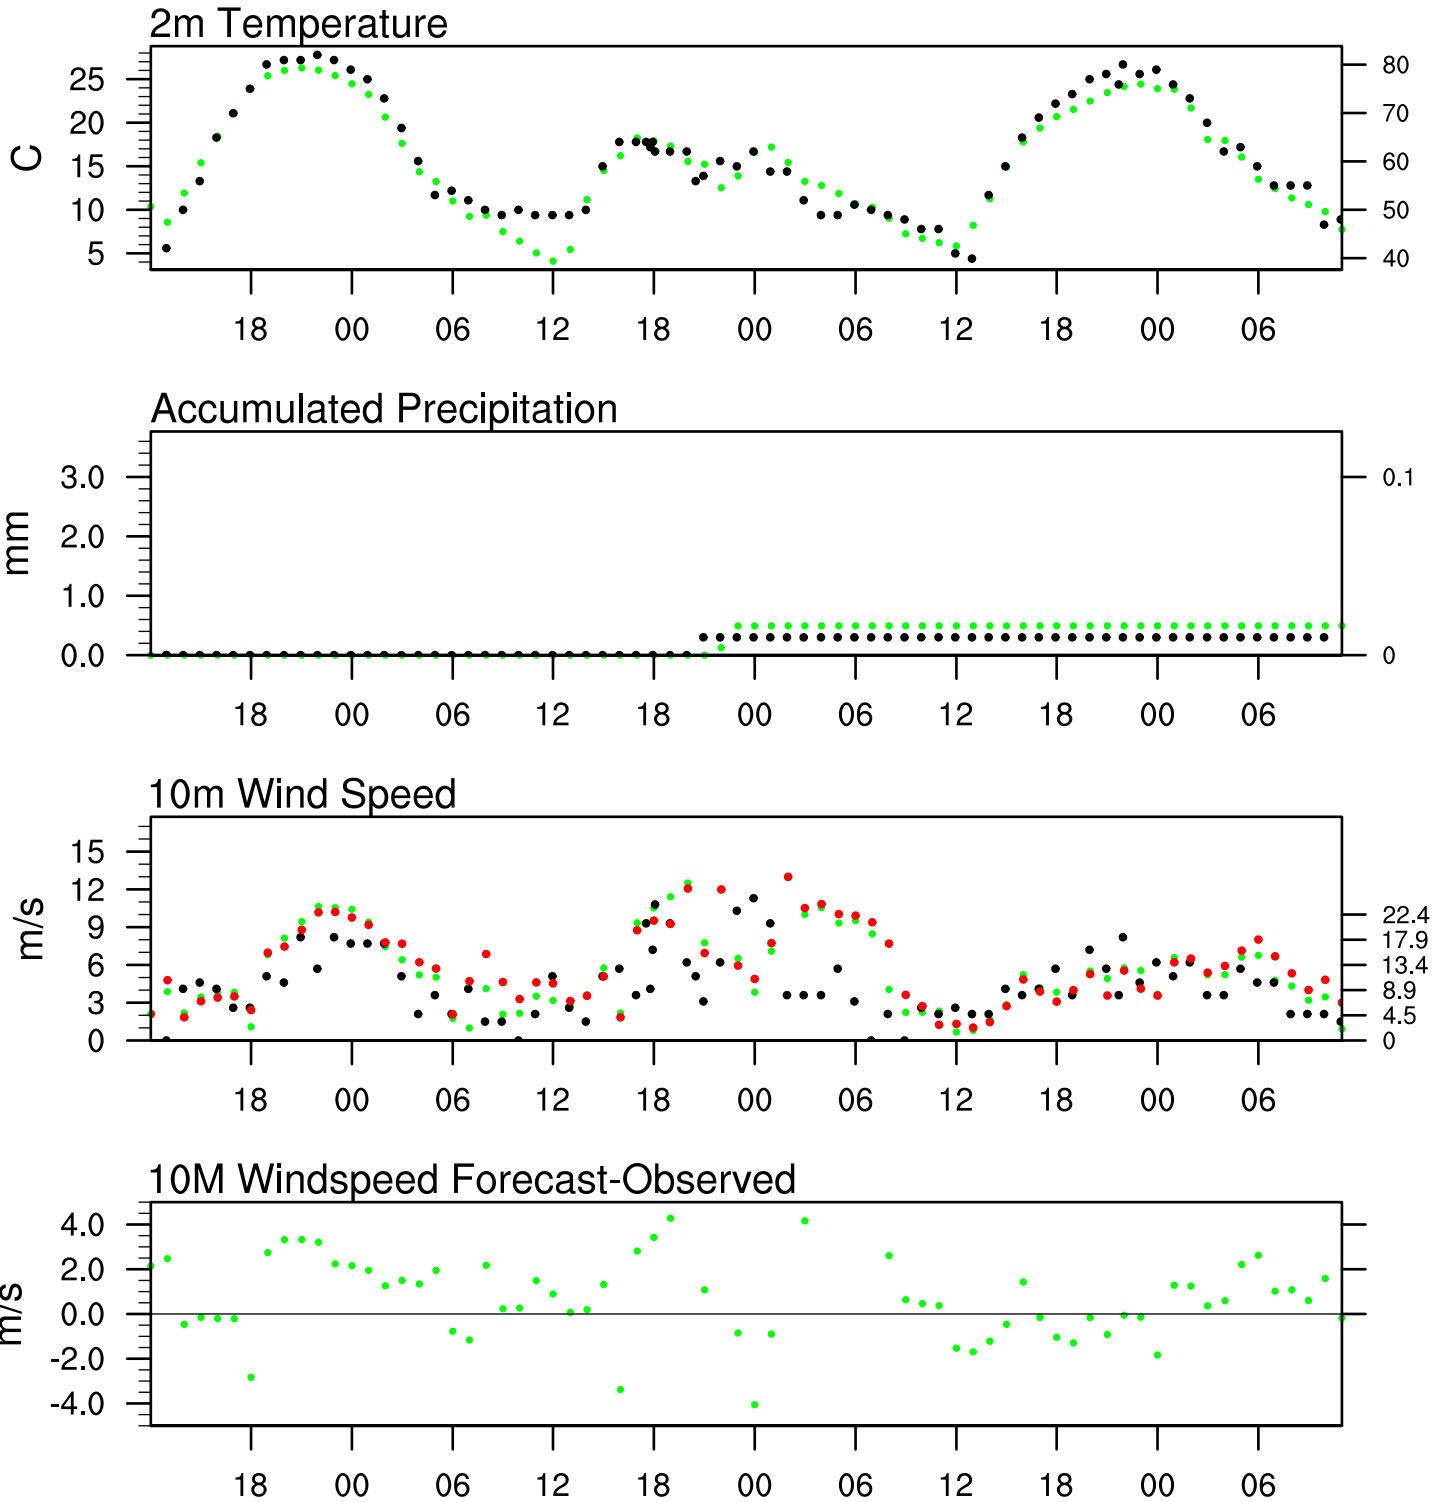 2m Temperature
25 80
20 70
C
15 60
10 50
5 40
18 00 06 12 18 00 06 12 18 00 06
Accumulated Precipitation
3.0 0.1
mm
2.0
1.0
0.0 0
18 00 06 12 18 00 06 12 18 00 06
10m Wind Speed
15
12
m/s
9 22.4
17.9
6 13.4
3 8.9
4.5
0 0
18 00 06 12 18 00 06 12 18 00 06
10M Windspeed Forecast-Observed
4.0
2.0
m/s
0.0
-2.0
-4.0
18 00 06 12 18 00 06 12 18 00 06